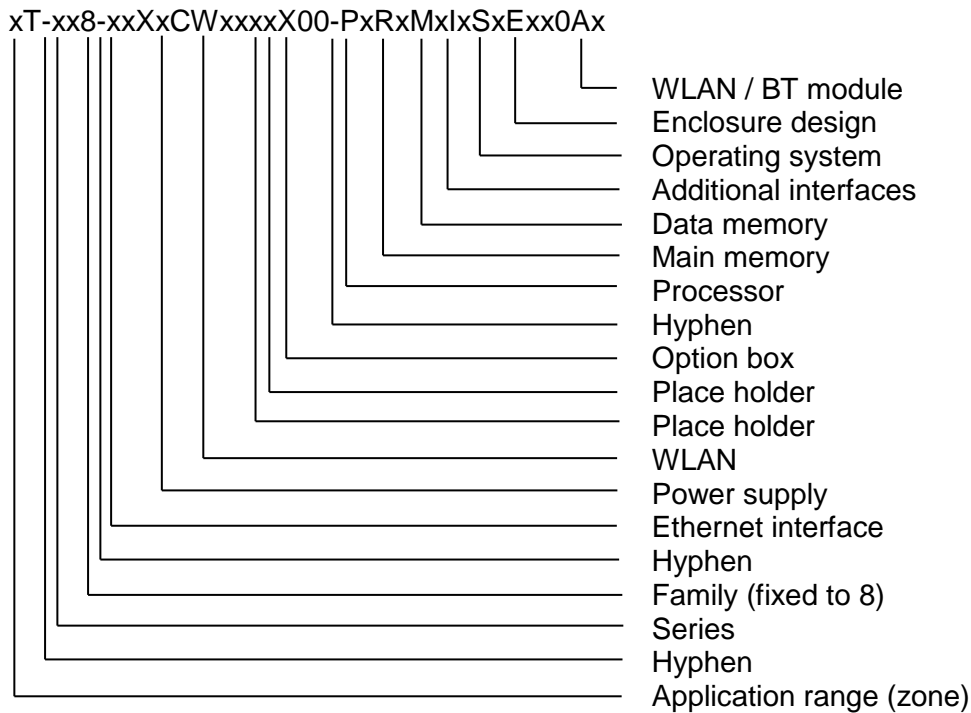 xT-xx8-xxXxCWxxxxX00-PxRxMxIxSxExx0Ax
WLAN / BT module
Enclosure design
Operating system
Additional interfaces
Data memory
Main memory
Processor
Hyphen
Option box
Place holder
Place holder
WLAN
Power supply
Ethernet interface
Hyphen
Family (fixed to 8)
Series
Hyphen
Application range (zone)